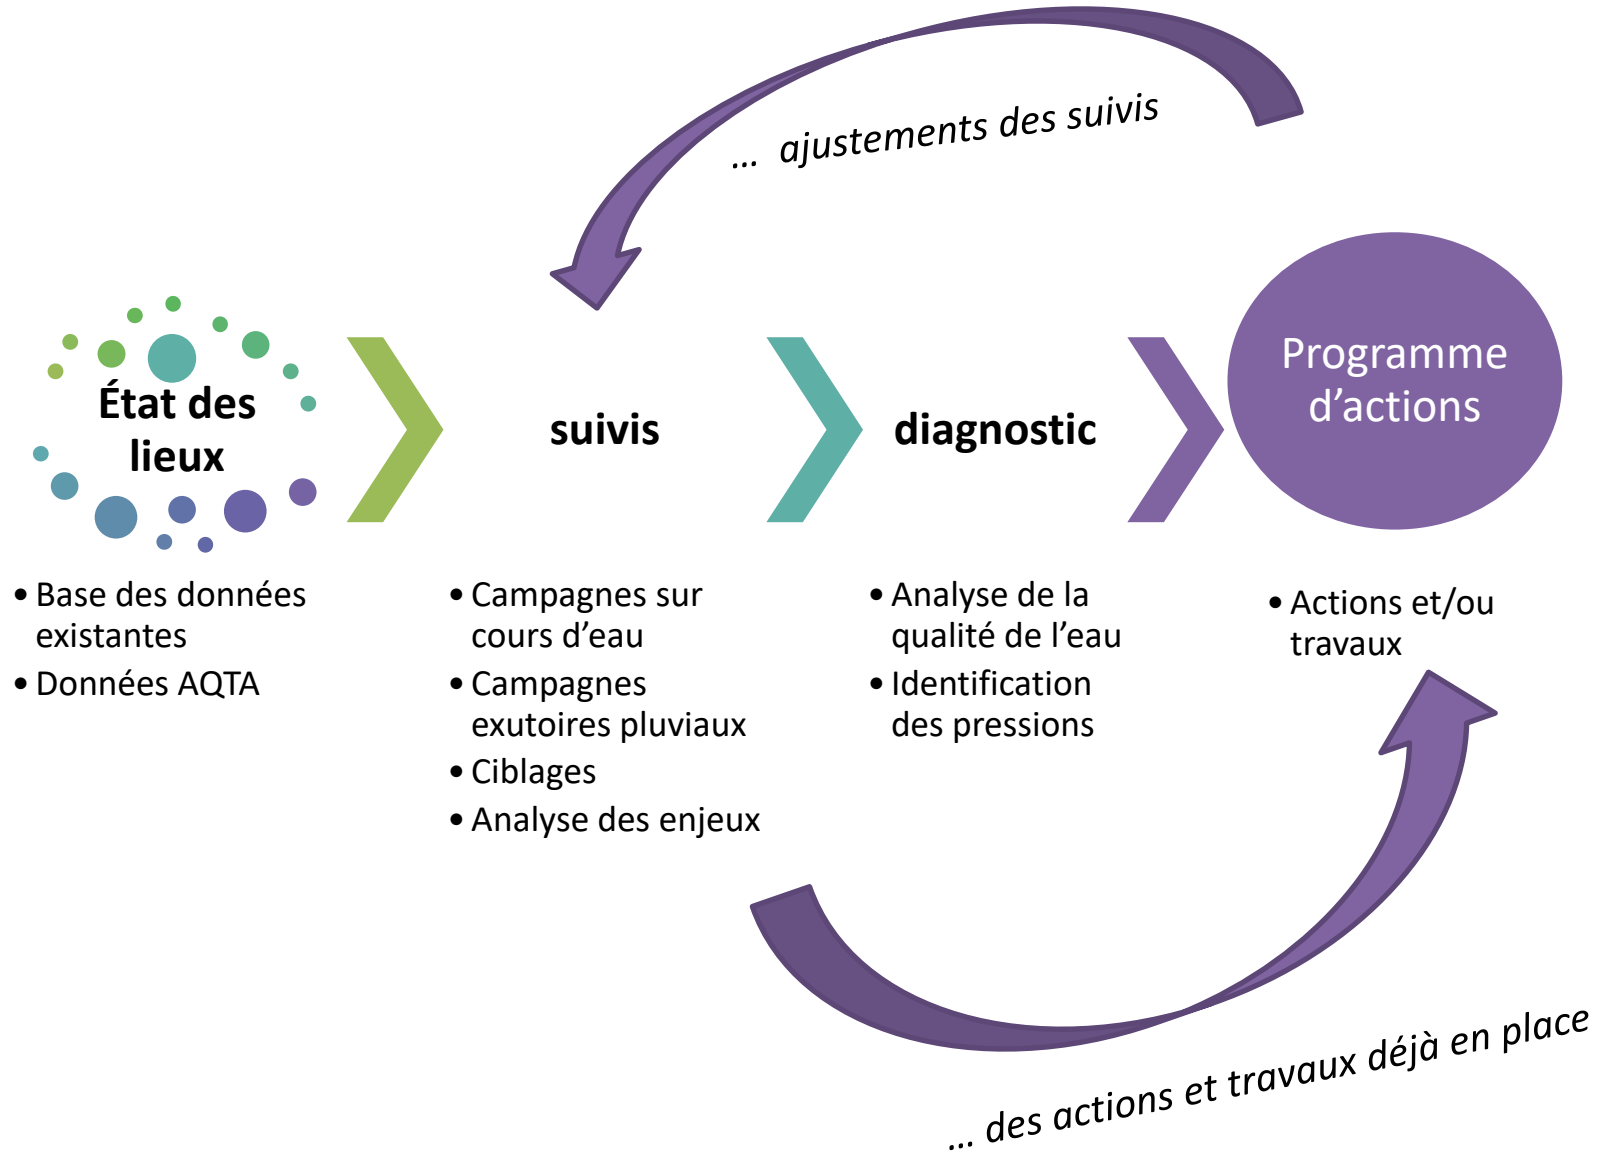 … ajustements des suivis
État des
lieux
suivis
diagnostic
Programme
d’actions
• Base des données
existantes
• Données AQTA
• Campagnes sur
cours d’eau
• Campagnes
exutoires pluviaux
• Ciblages
• Analyse des enjeux
• Analyse de la
qualité de l’eau
• Identification
des pressions
• Actions et/ou
travaux
… des actions et travaux déjà en place